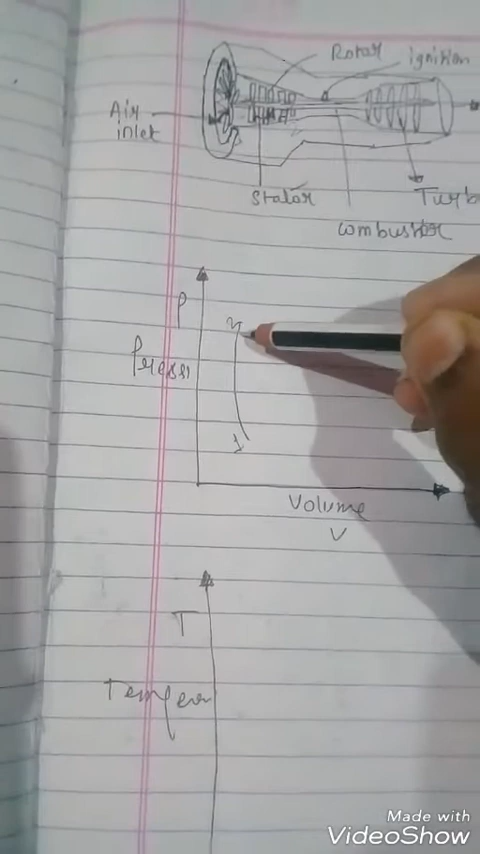 Rotor
ignition
Air
inlet
Stator
Turb
Combustor
P
2
Pressu
1
Volume
V
T
Temper
Made with
VideoShow